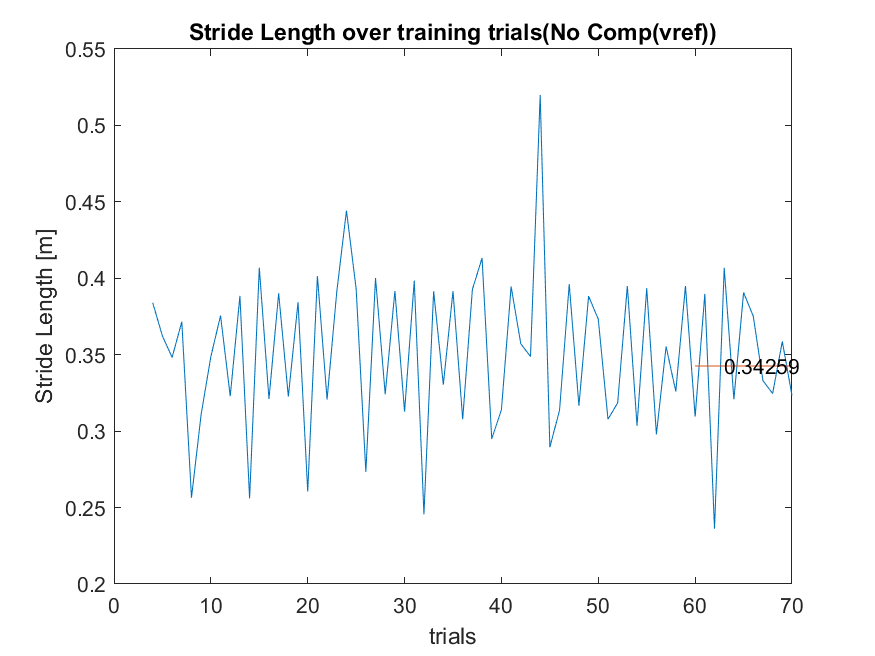 Stride Length over training trials(No Comp(vref))
0.55
0.5
0.45
0.4
0.35
0.3
0.25
0.2
Stride Length [m]
0.34259
0 10 20 30 40 50 60 70
trials